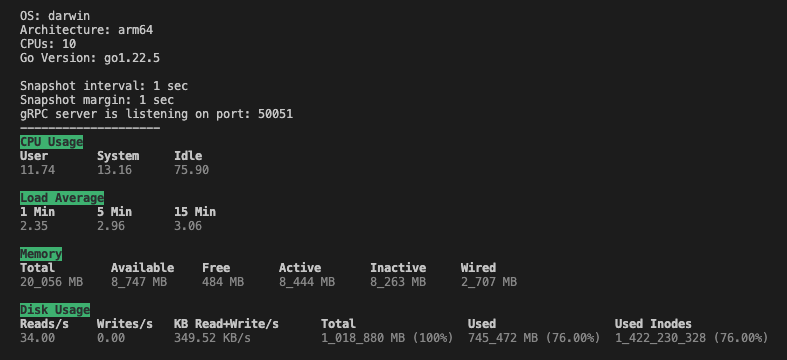 OS: darwin
Architecture: arm64
CPUs: 10
Go Version: go1.22.5
Snapshot interval: 1 sec
Snapshot margin: 1 sec
gRPC server is listening on port: 50051
--------------------
CPU Usage
User System Idle
11.74 13.16 75.90
Load Average
1 Min 5 Min 15 Min
2.35 2.96 3.06
Memory
Total Available Free Active Inactive Wired
20_056 MB 8_747 MB 484 MB 8_444 MB 8_263 MB 2_707 MB
Disk Usage
Reads/s Writes/s KB Read+Write/s Total Used Used Inodes
34.00 0.00 349.52 KB/s 1_018_880 MB (100%) 745_472 MB (76.00%) 1_422_230_328 (76.00%)